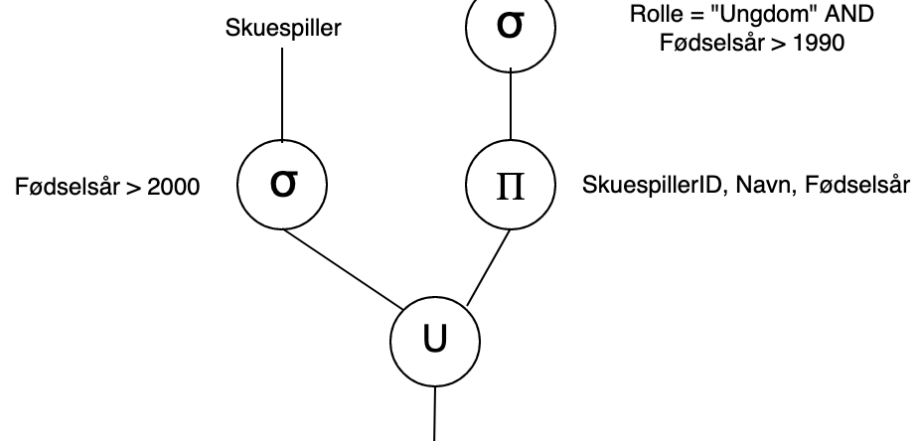 Skuespiller
σ
Rolle = "Ungdom" AND
Fødselsår > 1990
Fødselsår > 2000
σ
Π
SkuespillerID, Navn, Fødselsår
U